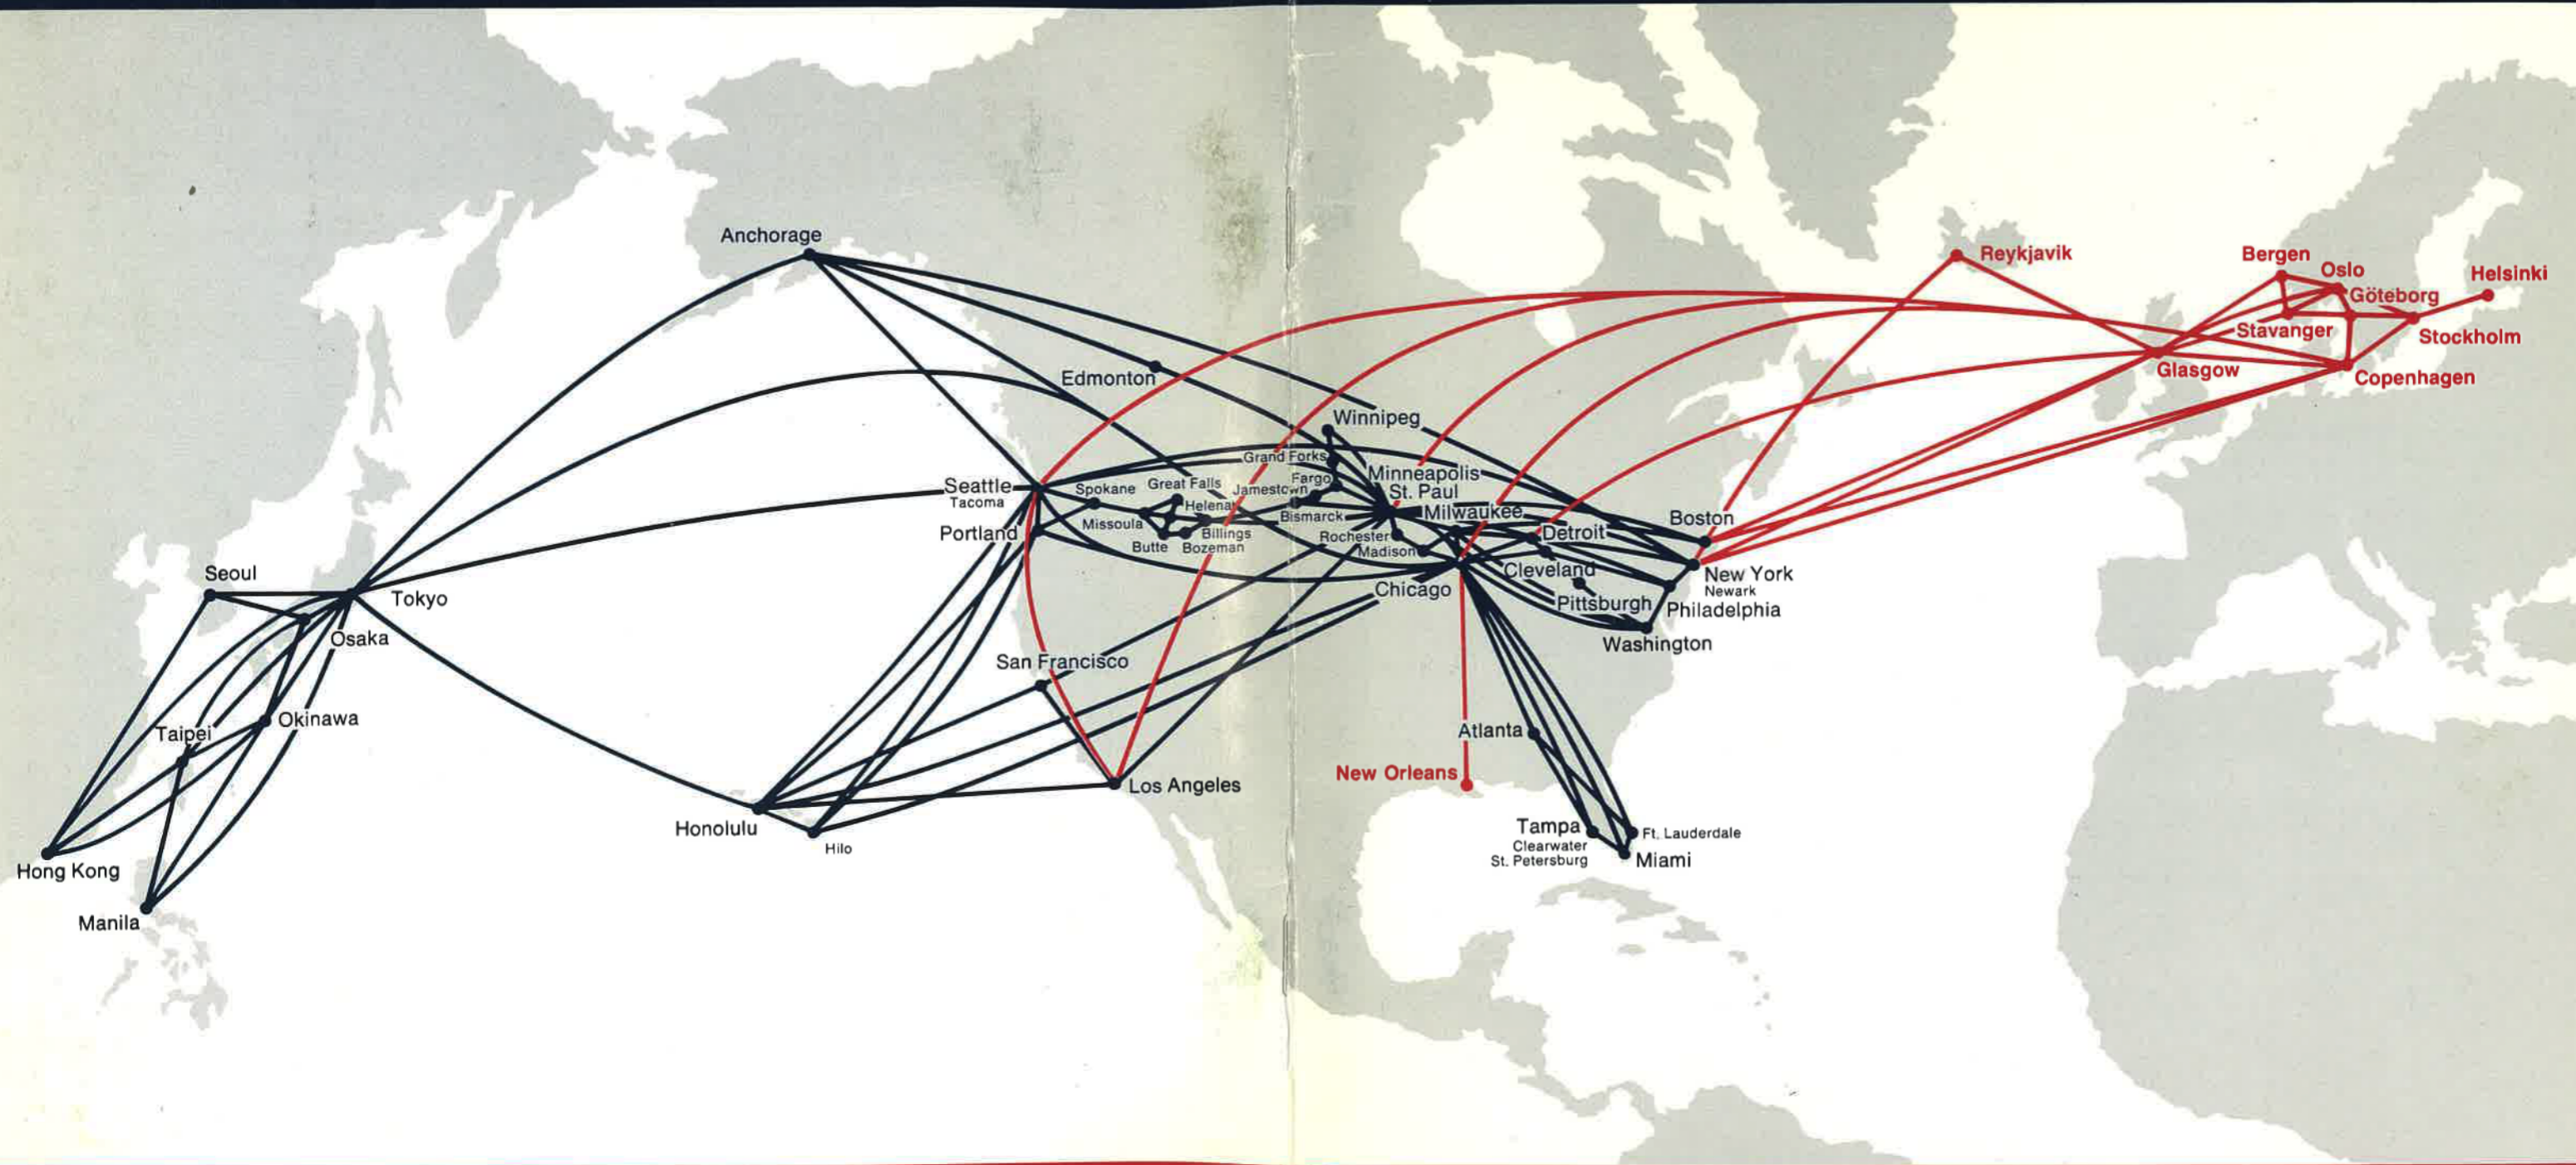 Anchorage
Reykjavik
Bergen
Oslo
Helsinki
Göteborg
Stavanger
Stockholm
Glasgow
Copenhagen
Edmonton
Winnipeg
Grand Forks
Minneapolis
St. Paul
Seattle
Tacoma
Spokane
Great Falls
Jamestown
Fargo
Helena
Missoula
Bismarck
Milwaukee
Boston
Portland
Billings
Butte
Bozeman
Rochester
Madison
Detroit
Cleveland
Chicago
New York
Newark
Pittsburgh
Philadelphia
Washington
Seoul
Tokyo
Osaka
San Francisco
Okinawa
Taipei
Atlanta
New Orleans
Los Angeles
Honolulu
Hilo
Tampa
Clearwater
St. Petersburg
Ft. Lauderdale
Miami
Hong Kong
Manila